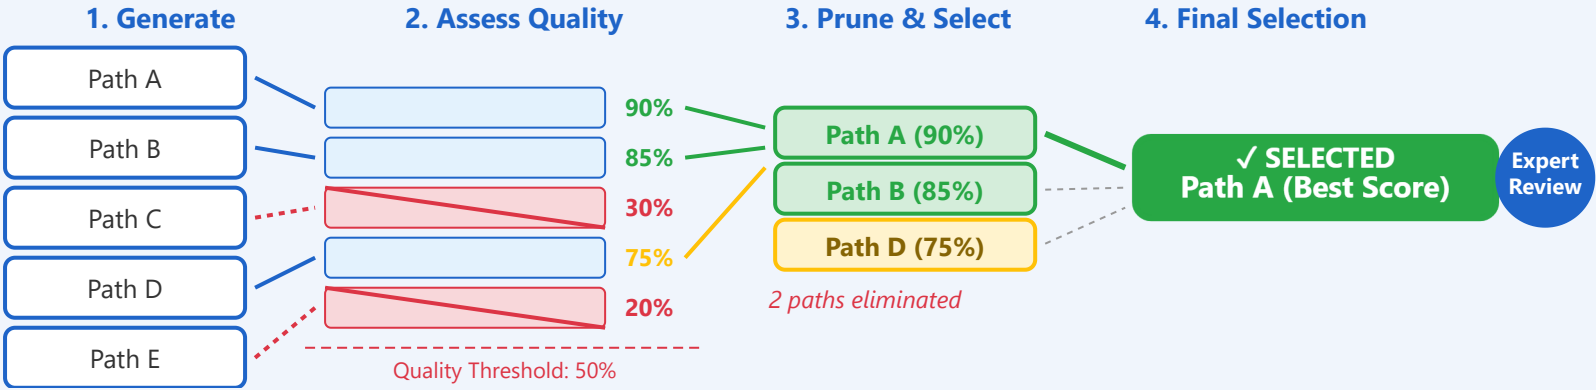 1. Generate
2. Assess Quality
3. Prune & Select
4. Final Selection
Path A
Path B
Path C
Path D
Path E
90%
85%
30%
75%
20%
Quality Threshold: 50%
Path A (90%)
Path B (85%)
Path D (75%)
2 paths eliminated
✓ SELECTED
Path A (Best Score)
Expert
Review